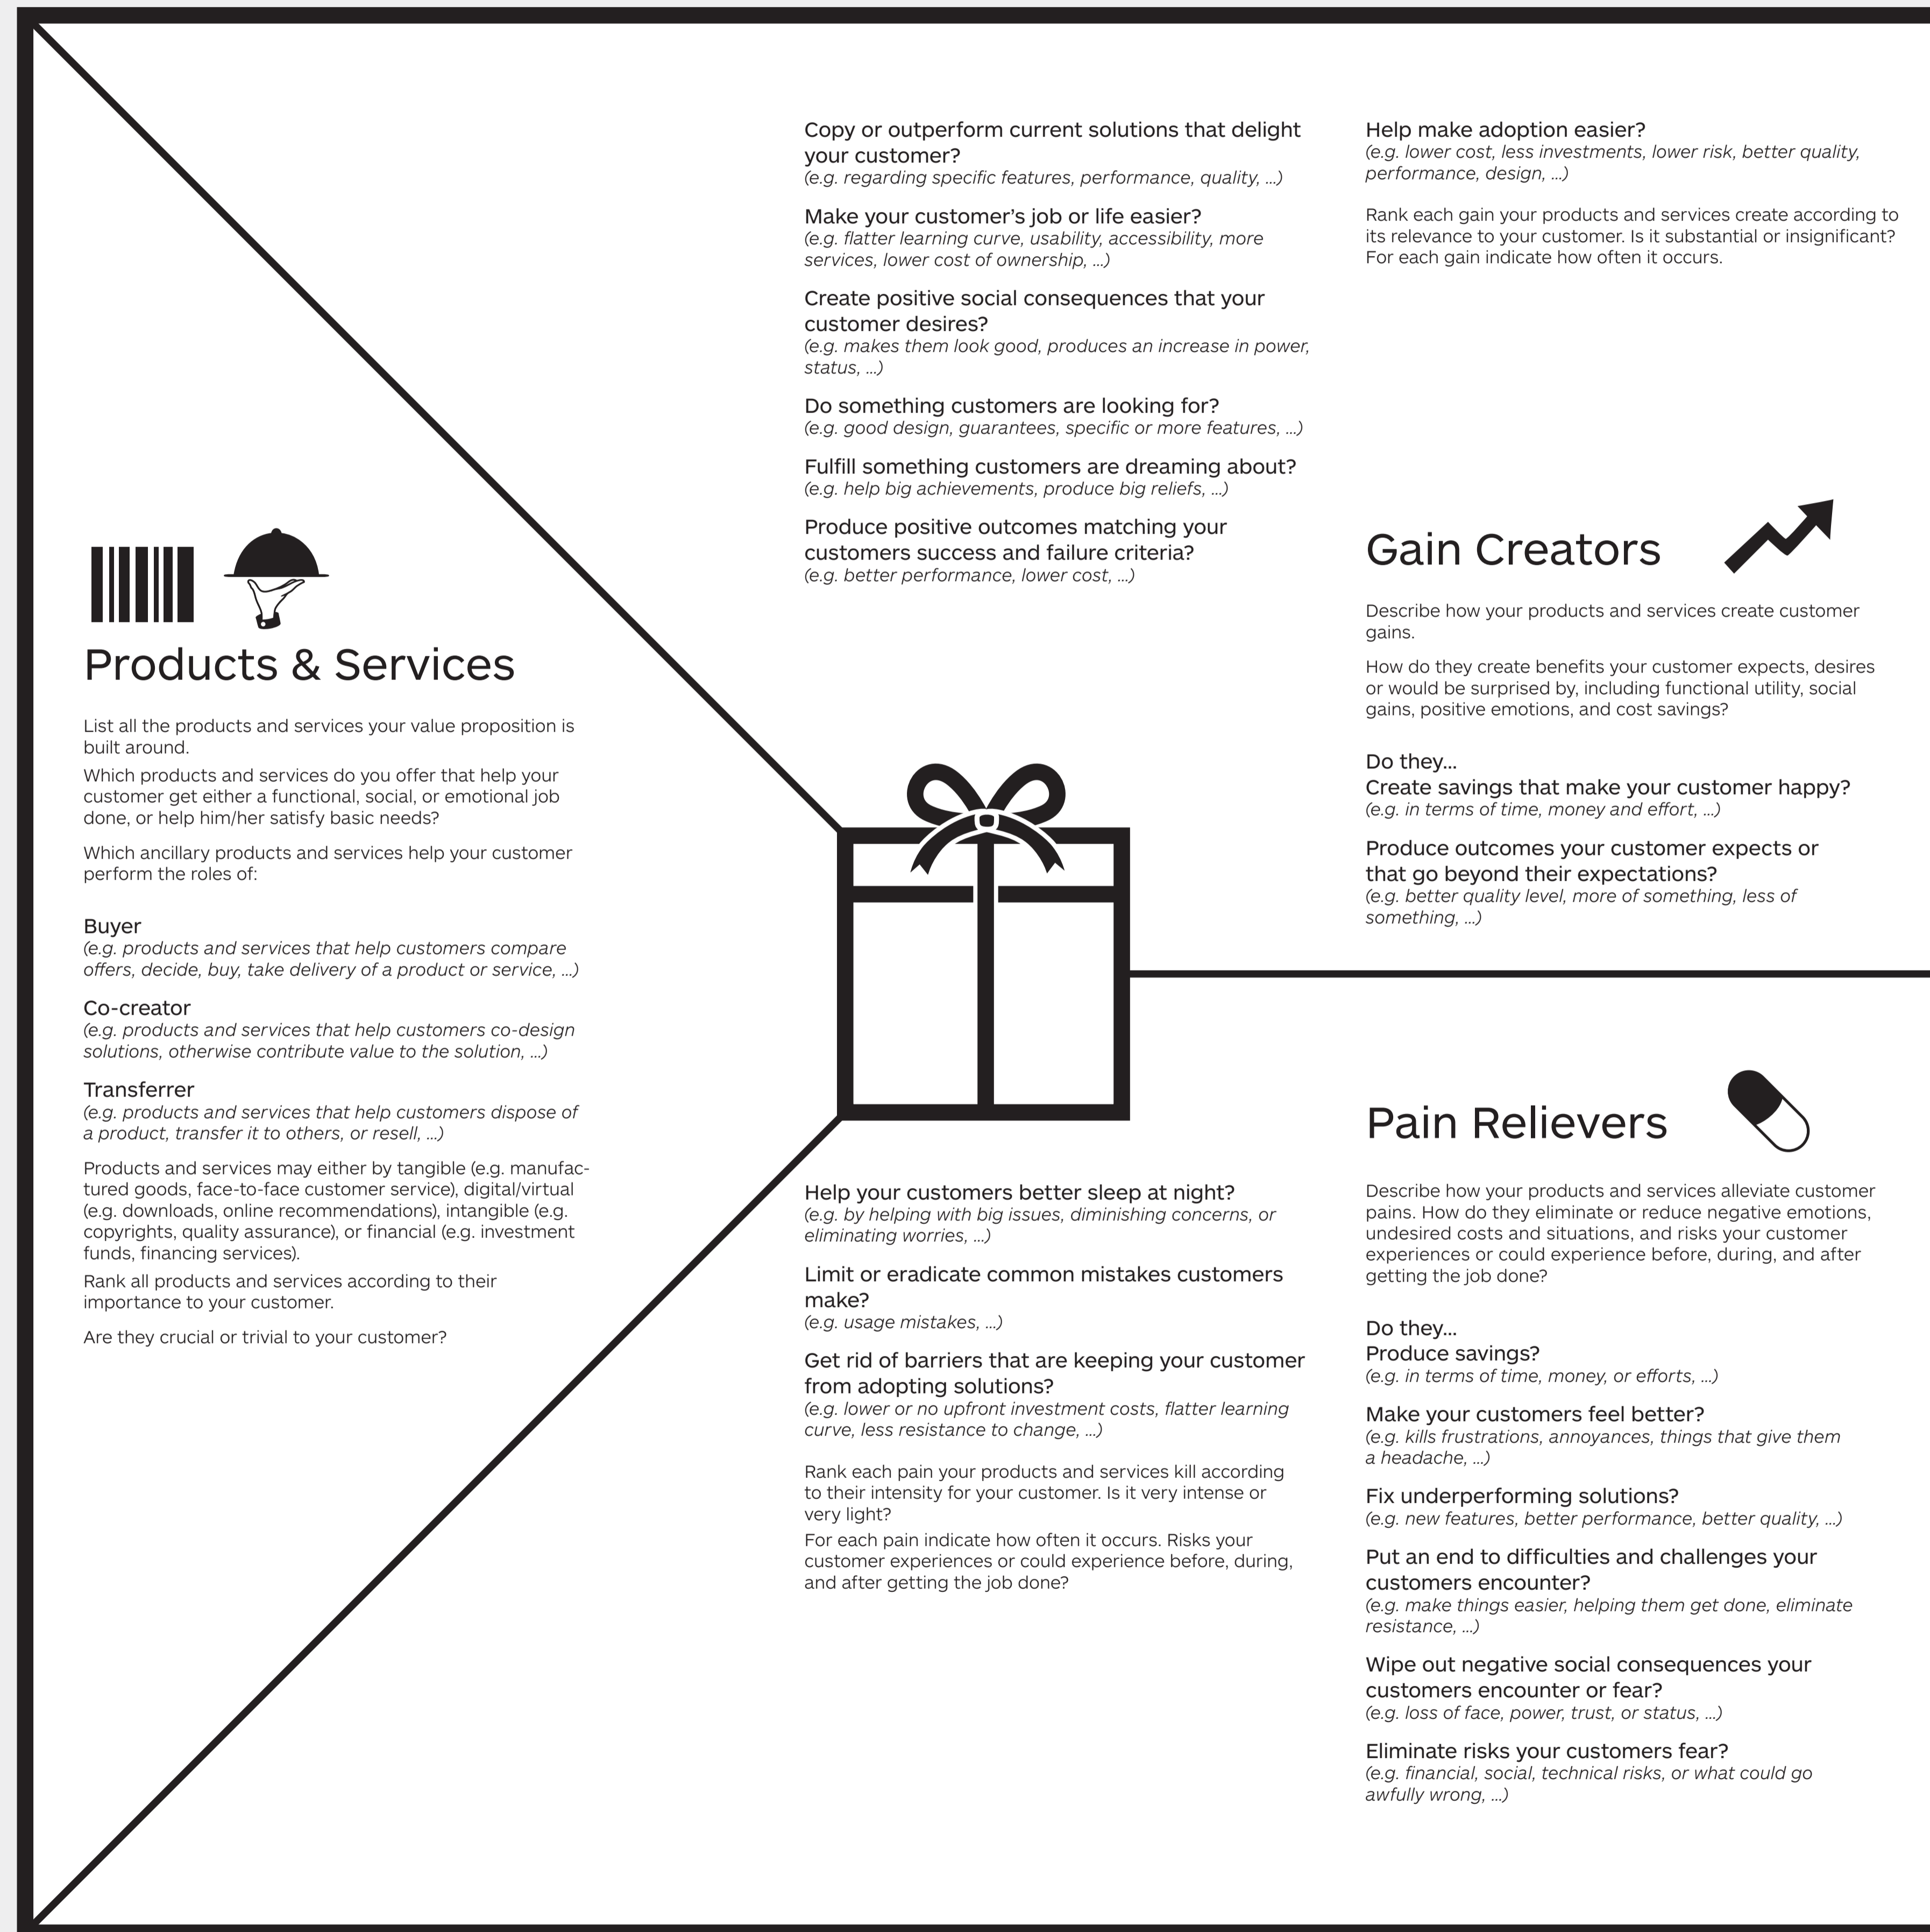 Products & Services
List all the products and services your value proposition is
built around.
Which products and services do you offer that help your
customer get either a functional, social, or emotional job
done, or help him/her satisfy basic needs?
Which ancillary products and services help your customer
perform the roles of:
Buyer
(e.g. products and services that help customers compare
offers, decide, buy, take delivery of a product or service, ...)
Co-creator
(e.g. products and services that help customers co-design
solutions, otherwise contribute value to the solution, ...)
Transferrer
(e.g. products and services that help customers dispose of
a product, transfer it to others, or resell, ...)
Products and services may either by tangible (e.g. manufac-
tured goods, face-to-face customer service), digital/virtual
(e.g. downloads, online recommendations), intangible (e.g.
copyrights, quality assurance), or financial (e.g. investment
funds, financing services).
Rank all products and services according to their
importance to your customer.
Are they crucial or trivial to your customer?
Gain Creators
Describe how your products and services create customer
gains.
How do they create benefits your customer expects, desires
or would be surprised by, including functional utility, social
gains, positive emotions, and cost savings?
Do they...
Create savings that make your customer happy?
(e.g. in terms of time, money and effort, ...)
Produce outcomes your customer expects or
that go beyond their expectations?
(e.g. better quality level, more of something, less of
something, ...)
Copy or outperform current solutions that delight
your customer?
(e.g. regarding specific features, performance, quality, ...)
Make your customer's job or life easier?
(e.g. flatter learning curve, usability, accessibility, more
services, lower cost of ownership, ...)
Create positive social consequences that your
customer desires?
(e.g. makes them look good, produces an increase in power,
status, ...)
Do something customers are looking for?
(e.g. good design, guarantees, specific or more features, ...)
Fulfill something customers are dreaming about?
(e.g. help big achievements, produce big reliefs, ...)
Produce positive outcomes matching your
customers success and failure criteria?
(e.g. better performance, lower cost, ...)
Help make adoption easier?
(e.g. lower cost, less investments, lower risk, better quality,
performance, design, ...)
Rank each gain your products and services create according to
its relevance to your customer. Is it substantial or insignificant?
For each gain indicate how often it occurs.
Pain Relievers
Describe how your products and services alleviate customer
pains. How do they eliminate or reduce negative emotions,
undesired costs and situations, and risks your customer
experiences or could experience before, during, and after
getting the job done?
Do they...
Produce savings?
(e.g. in terms of time, money, or efforts, ...)
Make your customers feel better?
(e.g. kills frustrations, annoyances, things that give them
a headache, ...)
Fix underperforming solutions?
(e.g. new features, better performance, better quality, ...)
Put an end to difficulties and challenges your
customers encounter?
(e.g. make things easier, helping them get done, eliminate
resistance, ...)
Wipe out negative social consequences your
customers encounter or fear?
(e.g. loss of face, power, trust, or status, ...)
Eliminate risks your customers fear?
(e.g. financial, social, technical risks, or what could go
awfully wrong, ...)
Help your customers better sleep at night?
(e.g. by helping with big issues, diminishing concerns, or
eliminating worries, ...)
Limit or eradicate common mistakes customers
make?
(e.g. usage mistakes, ...)
Get rid of barriers that are keeping your customer
from adopting solutions?
(e.g. lower or no upfront investment costs, flatter learning
curve, less resistance to change, ...)
Rank each pain your products and services kill according
to their intensity for your customer. Is it very intense or
very light?
For each pain indicate how often it occurs. Risks your
customer experiences or could experience before, during,
and after getting the job done?